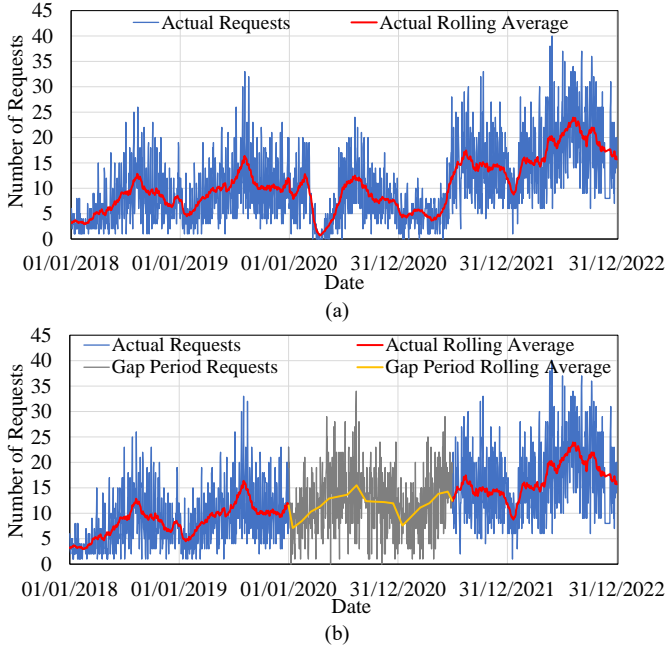 45
Actual Requests Actual Rolling Average
40
35
30
25
20
15
10
5
0
Number of Requests
01/01/2018 01/01/2019 01/01/2020 31/12/2020 31/12/2021 31/12/2022
Date
(a)
45
Actual Requests Actual Rolling Average
40
Gap Period Requests Gap Period Rolling Average
35
30
25
20
15
10
5
0
Number of Requests
01/01/2018 01/01/2019 01/01/2020 31/12/2020 31/12/2021 31/12/2022
Date
(b)